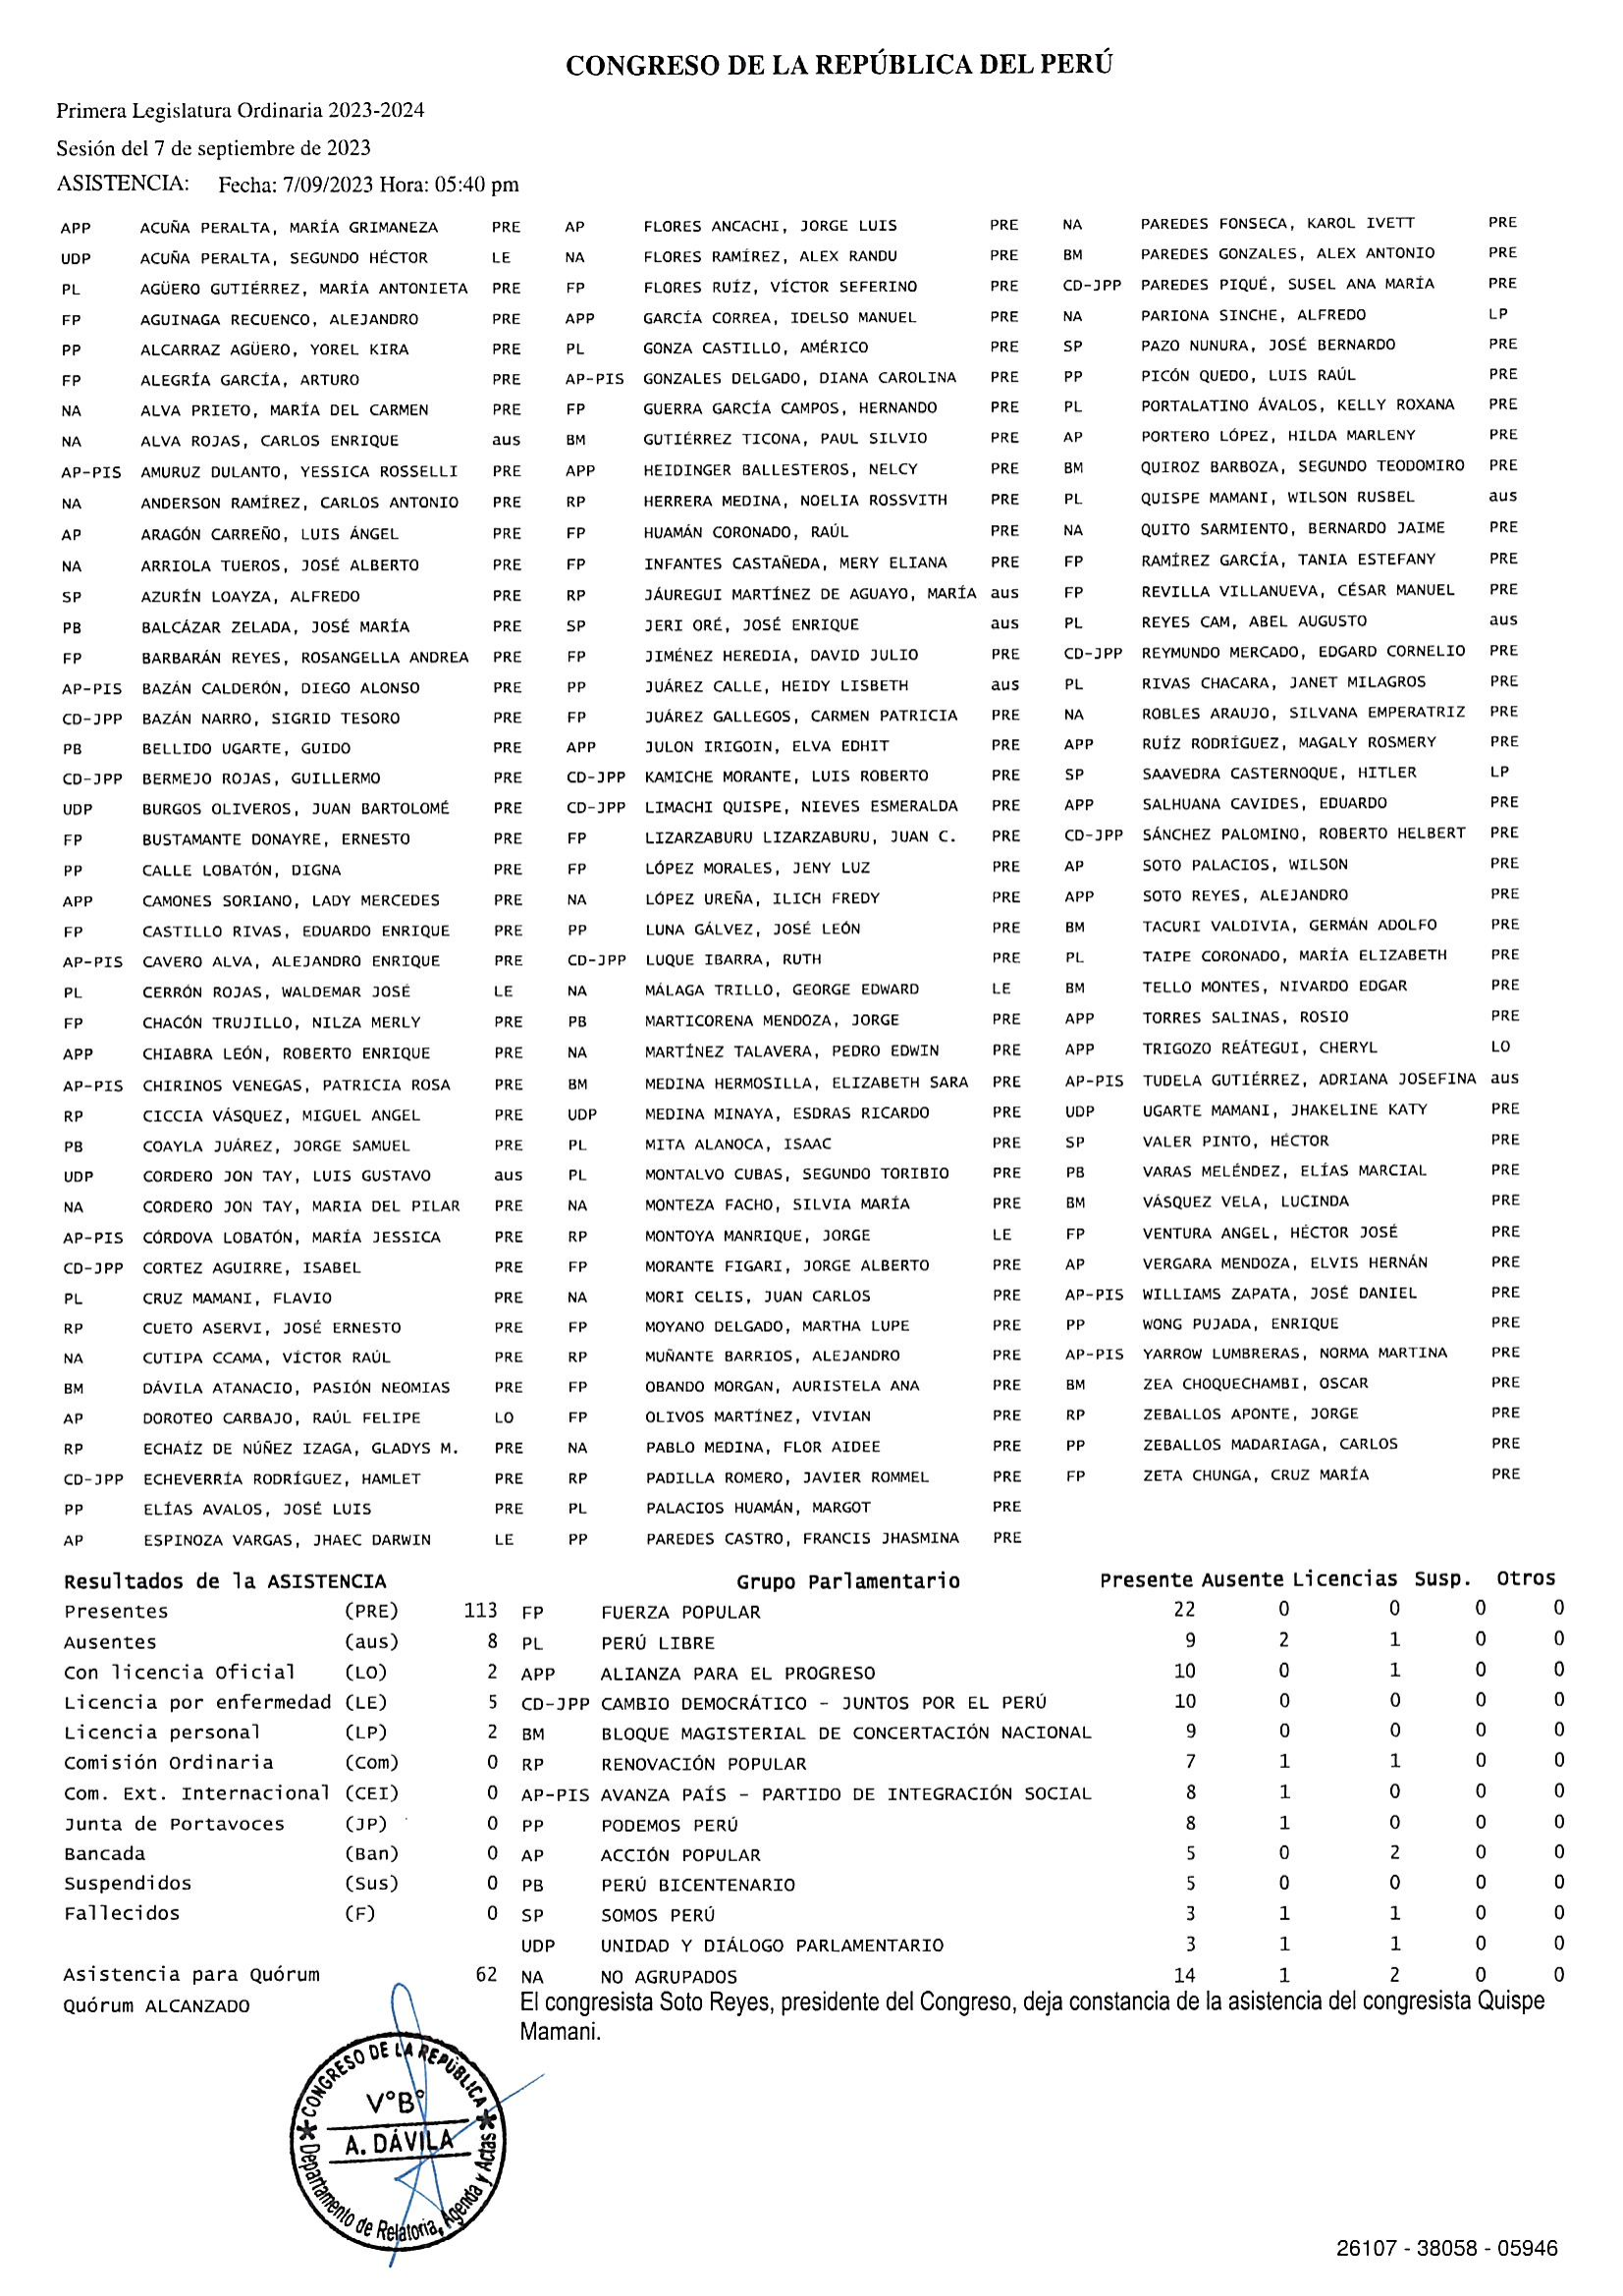 CONGRESO DE LA REPÚBLICA DEL PERÚ
Primera Legislatura Ordinaria 2023-2024
Sesión del 7 de septiembre de 2023
ASISTENCIA: Fecha: 7/09/2023 Hora: 05:40 pm
APP ACUÑA PERALTA, MARÍA GRIMANEZA PRE AP FLORES ANCACHI, JORGE LUIS PRE NA PAREDES FONSECA, KAROL IVETT PRE
UDP ACUÑA PERALTA, SEGUNDO HÉCTOR LE NA FLORES RAMÍREZ, ALEX RANDU PRE BM PAREDES GONZALES, ALEX ANTONIO PRE
PL AGÜERO GUTIÉRREZ, MARÍA ANTONIETA PRE FP FLORES RUÍZ, VÍCTOR SEFERINO PRE CD-JPP PAREDES PIQUÉ, SUSEL ANA MARÍA PRE
FP AGUINAGA RECUENCO, ALEJANDRO PRE APP GARCÍA CORREA, IDELSO MANUEL PRE NA PARIONA SINCHE, ALFREDO LP
PP ALCARRAZ AGÜERO, YOREL KIRA PRE PL GONZA CASTILLO, AMÉRICO PRE SP PAZO NUNURA, JOSÉ BERNARDO PRE
FP ALEGRÍA GARCÍA, ARTURO PRE AP-PIS GONZALES DELGADO, DIANA CAROLINA PRE PP PICÓN QUEDO, LUIS RAÚL PRE
NA ALVA PRIETO, MARÍA DEL CARMEN PRE FP GUERRA GARCÍA CAMPOS, HERNANDO PRE PL PORTALATINO ÁVALOS, KELLY ROXANA PRE
NA ALVA ROJAS, CARLOS ENRIQUE aus BM GUTIÉRREZ TICONA, PAUL SILVIO PRE AP PORTERO LÓPEZ, HILDA MARLENY PRE
AP-PIS AMURUZ DULANTO, YESSICA ROSSELLI PRE APP HEIDINGER BALLESTEROS, NELCY PRE BM QUIROZ BARBOZA, SEGUNDO TEODOMIRO PRE
NA ANDERSON RAMÍREZ, CARLOS ANTONIO PRE RP HERRERA MEDINA, NOELIA ROSSVITH PRE PL QUISPE MAMANI, WILSON RUSBEL aus
AP ARAGÓN CARREÑO, LUIS ÁNGEL PRE FP HUAMÁN CORONADO, RAÚL PRE NA QUITO SARMIENTO, BERNARDO JAIME PRE
NA ARRIOLA TUEROS, JOSÉ ALBERTO PRE FP INFANTES CASTAÑEDA, MERY ELIANA PRE FP RAMÍREZ GARCÍA, TANIA ESTEFANY PRE
SP AZURÍN LOAYZA, ALFREDO PRE RP JÁUREGUI MARTÍNEZ DE AGUAYO, MARÍA aus FP REVILLA VILLANUEVA, CÉSAR MANUEL PRE
PB BALCÁZAR ZELADA, JOSÉ MARÍA PRE SP JERI ORÉ, JOSÉ ENRIQUE aus PL REYES CAM, ABEL AUGUSTO aus
FP BARBARÁN REYES, ROSANGELLA ANDREA PRE FP JIMÉNEZ HEREDIA, DAVID JULIO PRE CD-JPP REYMUNDO MERCADO, EDGARD CORNELIO PRE
AP-PIS BAZÁN CALDERÓN, DIEGO ALONSO PRE PP JUÁREZ CALLE, HEIDY LISBETH aus PL RIVAS CHACARA, JANET MILAGROS PRE
CD-JPP BAZÁN NARRO, SIGRID TESORO PRE FP JUÁREZ GALLEGOS, CARMEN PATRICIA PRE NA ROBLES ARAUJO, SILVANA EMPERATRIZ PRE
PB BELLIDO UGARTE, GUIDO PRE APP JULON IRIGOIN, ELVA EDHIT PRE APP RUÍZ RODRÍGUEZ, MAGALY ROSMERY PRE
CD-JPP BERMEJO ROJAS, GUILLERMO PRE CD-JPP KAMICHE MORANTE, LUIS ROBERTO PRE SP SAAVEDRA CASTERNOQUE, HITLER LP
UDP BURGOS OLIVEROS, JUAN BARTOLOMÉ PRE CD-JPP LIMACHI QUISPE, NIEVES ESMERALDA PRE APP SALHUANA CAVIDES, EDUARDO PRE
FP BUSTAMANTE DONAYRE, ERNESTO PRE FP LIZARZABURU LIZARZABURU, JUAN C. PRE CD-JPP SÁNCHEZ PALOMINO, ROBERTO HELBERT PRE
PP CALLE LOBATÓN, DIGNA PRE FP LÓPEZ MORALES, JENY LUZ PRE AP SOTO PALACIOS, WILSON PRE
APP CAMONES SORIANO, LADY MERCEDES PRE NA LÓPEZ UREÑA, ILICH FREDY PRE APP SOTO REYES, ALEJANDRO PRE
FP CASTILLO RIVAS, EDUARDO ENRIQUE PRE PP LUNA GÁLVEZ, JOSÉ LEÓN PRE BM TACURI VALDIVIA, GERMÁN ADOLFO PRE
AP-PIS CAVERO ALVA, ALEJANDRO ENRIQUE PRE CD-JPP LUQUE IBARRA, RUTH PRE PL TAIPE CORONADO, MARÍA ELIZABETH PRE
PL CERRÓN ROJAS, WALDEMAR JOSÉ LE NA MÁLAGA TRILLO, GEORGE EDWARD LE BM TELLO MONTES, NIVARDO EDGAR PRE
FP CHACÓN TRUJILLO, NILZA MERLY PRE PB MARTICORENA MENDOZA, JORGE PRE APP TORRES SALINAS, ROSIO PRE
APP CHIABRA LEÓN, ROBERTO ENRIQUE PRE NA MARTÍNEZ TALAVERA, PEDRO EDWIN PRE APP TRIGOZO REÁTEGUI, CHERYL LO
AP-PIS CHIRINOS VENEGAS, PATRICIA ROSA PRE BM MEDINA HERMOSILLA, ELIZABETH SARA PRE AP-PIS TUDELA GUTIÉRREZ, ADRIANA JOSEFINA aus
RP CICCIA VÁSQUEZ, MIGUEL ANGEL PRE UDP MEDINA MINAYA, ESDRAS RICARDO PRE UDP UGARTE MAMANI, JHAKELINE KATY PRE
PB COAYLA JUÁREZ, JORGE SAMUEL PRE PL MITA ALANOCA, ISAAC PRE SP VALER PINTO, HÉCTOR PRE
UDP CORDERO JON TAY, LUIS GUSTAVO aus PL MONTALVO CUBAS, SEGUNDO TORIBIO PRE PB VARAS MELÉNDEZ, ELÍAS MARCIAL PRE
NA CORDERO JON TAY, MARIA DEL PILAR PRE NA MONTEZA FACHO, SILVIA MARÍA PRE BM VÁSQUEZ VELA, LUCINDA PRE
AP-PIS CÓRDOVA LOBATÓN, MARÍA JESSICA PRE RP MONTOYA MANRIQUE, JORGE LE FP VENTURA ANGEL, HÉCTOR JOSÉ PRE
CD-JPP CORTEZ AGUIRRE, ISABEL PRE FP MORANTE FIGARI, JORGE ALBERTO PRE AP VERGARA MENDOZA, ELVIS HERNÁN PRE
PL CRUZ MAMANI, FLAVIO PRE NA MORI CELIS, JUAN CARLOS PRE AP-PIS WILLIAMS ZAPATA, JOSÉ DANIEL PRE
RP CUETO ASERVI, JOSÉ ERNESTO PRE FP MOYANO DELGADO, MARTHA LUPE PRE PP WONG PUJADA, ENRIQUE PRE
NA CUTIPA CCAMA, VÍCTOR RAÚL PRE RP MUÑANTE BARRIOS, ALEJANDRO PRE AP-PIS YARROW LUMBRERAS, NORMA MARTINA PRE
BM DÁVILA ATANACIO, PASIÓN NEOMIAS PRE FP OBANDO MORGAN, AURISTELA ANA PRE BM ZEA CHOQUECHAMBI, OSCAR PRE
AP DOROTEO CARBAJO, RAÚL FELIPE LO FP OLIVOS MARTÍNEZ, VIVIAN PRE RP ZEBALLOS APONTE, JORGE PRE
RP ECHAÍZ DE NÚÑEZ IZAGA, GLADYS M. PRE NA PABLO MEDINA, FLOR AIDEE PRE PP ZEBALLOS MADARIAGA, CARLOS PRE
CD-JPP ECHEVERRÍA RODRÍGUEZ, HAMLET PRE RP PADILLA ROMERO, JAVIER ROMMEL PRE FP ZETA CHUNGA, CRUZ MARÍA PRE
PP ELÍAS AVALOS, JOSÉ LUIS PRE PL PALACIOS HUAMÁN, MARGOT PRE
AP ESPINOZA VARGAS, JHAEC DARWIN LE PP PAREDES CASTRO, FRANCIS JHASMINA PRE
Resultados de la ASISTENCIA Grupo Parlamentario Presente Ausente Licencias Susp. Otros
Presentes (PRE) 113 FP FUERZA POPULAR 22 0 0 0 0
Ausentes (aus) 8 PL PERÚ LIBRE 9 2 1 0 0
Con licencia Oficial (LO) 2 APP ALIANZA PARA EL PROGRESO 10 0 1 0 0
Licencia por enfermedad (LE) 5 CD-JPP CAMBIO DEMOCRÁTICO - JUNTOS POR EL PERÚ 10 0 0 0 0
Licencia personal (LP) 2 BM BLOQUE MAGISTERIAL DE CONCERTACIÓN NACIONAL 9 0 0 0 0
Comisión Ordinaria (Com) 0 RP RENOVACIÓN POPULAR 7 1 1 0 0
Com. Ext. Internacional (CEI) 0 AP-PIS AVANZA PAÍS - PARTIDO DE INTEGRACIÓN SOCIAL 8 1 0 0 0
Junta de Portavoces (JP) 0 PP PODEMOS PERÚ 8 1 0 0 0
Bancada (Ban) 0 AP ACCIÓN POPULAR 5 0 2 0 0
Suspendidos (Sus) 0 PB PERÚ BICENTENARIO 5 0 0 0 0
Fallecidos (F) 0 SP SOMOS PERÚ 3 1 1 0 0
UDP UNIDAD Y DIÁLOGO PARLAMENTARIO 3 1 1 0 0
Asistencia para Quórum 62 NA NO AGRUPADOS 14 1 2 0 0
Quórum ALCANZADO
El congresista Soto Reyes, presidente del Congreso, deja constancia de la asistencia del congresista Quispe
Mamani.
CONGRESO DE LA REPÚBLICA
V°B°
A. DÁVILA
Departamento de Relatoria, Agenda y Actas
26107 - 38058 - 05946